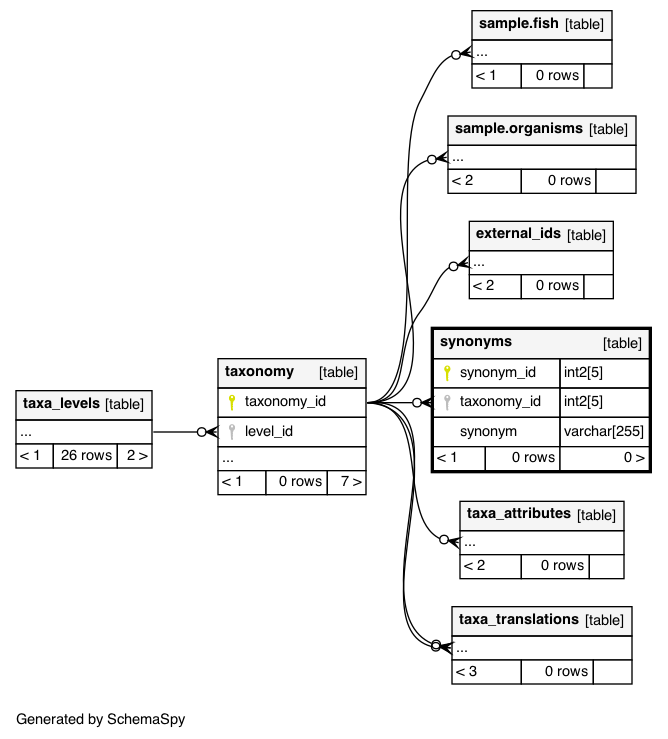 sample.fish [table]
...
< 1 0 rows
sample.organisms [table]
...
< 2 0 rows
external_ids [table]
...
< 2 0 rows
synonyms [table]
synonym_id int2[5]
taxonomy_id int2[5]
synonym varchar[255]
< 1 0 rows 0 >
taxonomy [table]
taxonomy_id
level_id
...
< 1 0 rows 7 >
taxa_levels [table]
...
< 1 26 rows 2 >
taxa_attributes [table]
...
< 2 0 rows
taxa_translations [table]
...
< 3 0 rows
Generated by SchemaSpy